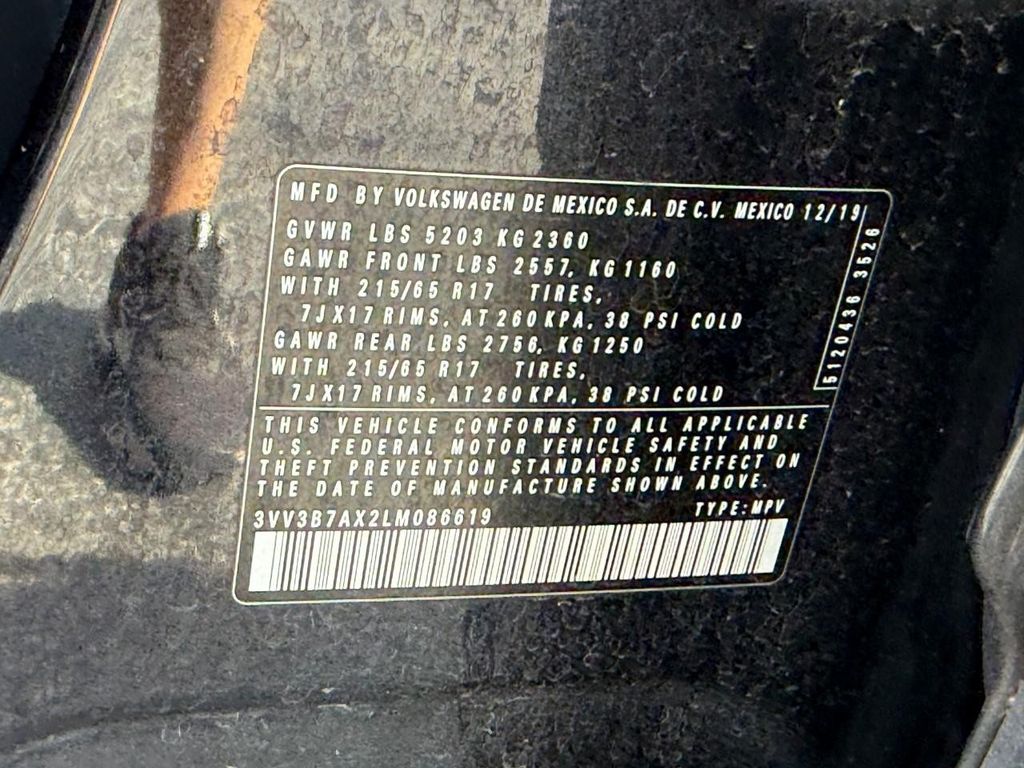 MFD BY VOLKSWAGEN DE MEXICO S.A. DE C.V. MEXICO 12/19
GVWR LBS 5203 KG 2360
GAWR FRONT LBS 2557, KG 1160
WITH 215/65 R17 TIRES,
7JX17 RIMS, AT 260 KPA, 38 PSI COLD
GAWR REAR LBS 2756, KG 1250
WITH 215/65 R17 TIRES,
7JX17 RIMS, AT 260 KPA, 38 PSI COLD
5120436 3526
THIS VEHICLE CONFORMS TO ALL APPLICABLE
U.S. FEDERAL MOTOR VEHICLE SAFETY AND
THEFT PREVENTION STANDARDS IN EFFECT ON
THE DATE OF MANUFACTURE SHOWN ABOVE.
3VV3B7AX2LM086619 TYPE: MPV